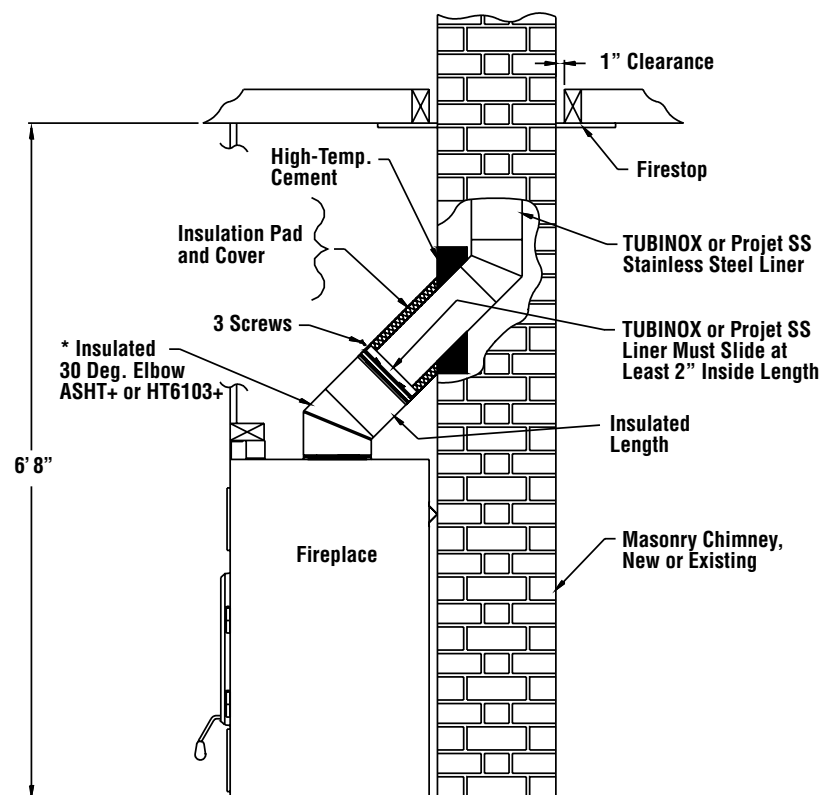 1” Clearance
High-Temp.
Cement
Firestop
Insulation Pad
and Cover
TUBINOX or Projet SS
Stainless Steel Liner
3 Screws
TUBINOX or Projet SS
Liner Must Slide at
Least 2” Inside Length
* Insulated
30 Deg. Elbow
ASHT+ or HT6103+
Insulated
Length
6’ 8”
Fireplace
Masonry Chimney,
New or Existing